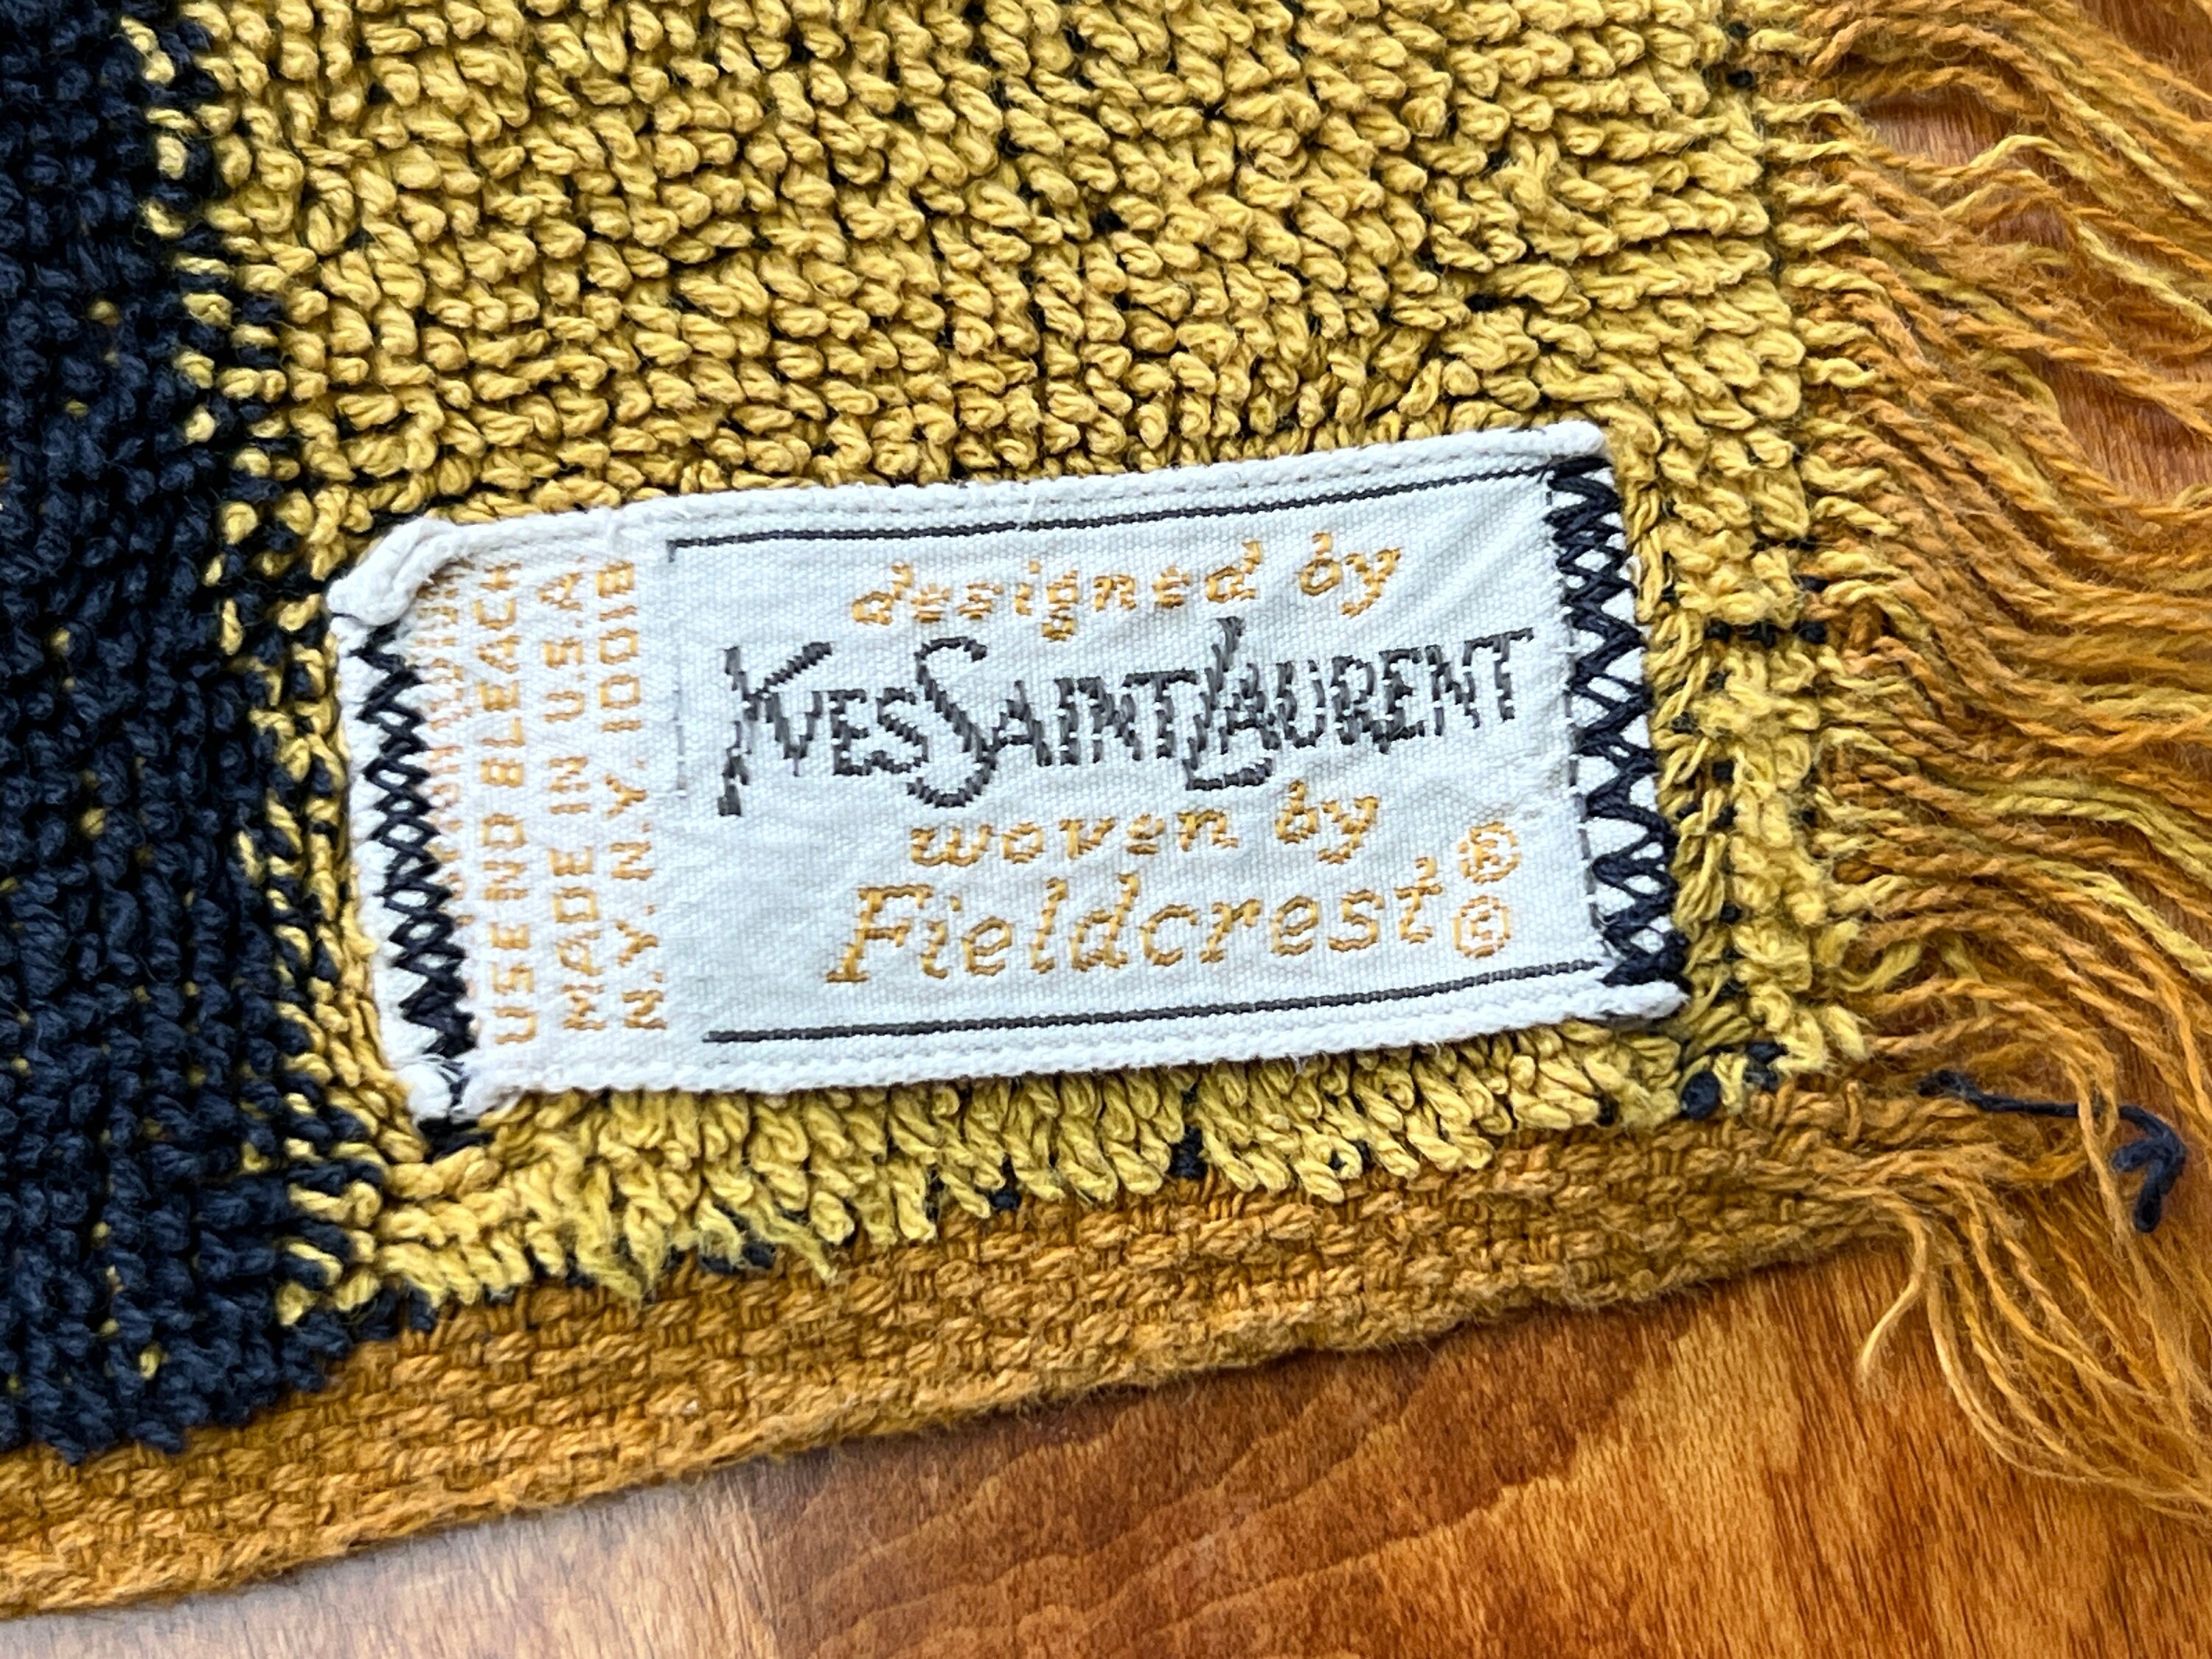 designed by
YVESSAINTLAURENT
woven by
Fieldcrest®
©
USE NO BLEACH
MADE IN U.S.A.
N.Y. N.Y. 10018